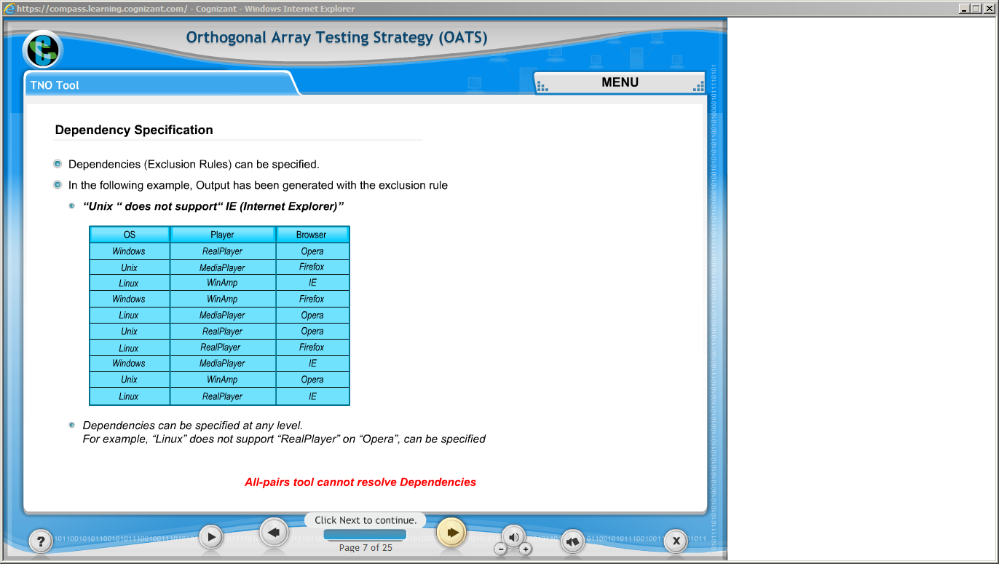 https://compass.learning.cognizant.com/ - Cognizant - Windows Internet Explorer
Orthogonal Array Testing Strategy (OATS)
TNO Tool
MENU
Dependency Specification
Dependencies (Exclusion Rules) can be specified.
In the following example, Output has been generated with the exclusion rule
“Unix “ does not support“ IE (Internet Explorer)”
OS Player Browser
Windows RealPlayer Opera
Unix MediaPlayer Firefox
Linux WinAmp IE
Windows WinAmp Firefox
Linux MediaPlayer Opera
Unix RealPlayer Opera
Linux RealPlayer Firefox
Windows MediaPlayer IE
Unix WinAmp Opera
Linux RealPlayer IE
Dependencies can be specified at any level.
For example, “Linux” does not support “RealPlayer” on “Opera”, can be specified
All-pairs tool cannot resolve Dependencies
Click Next to continue.
Page 7 of 25